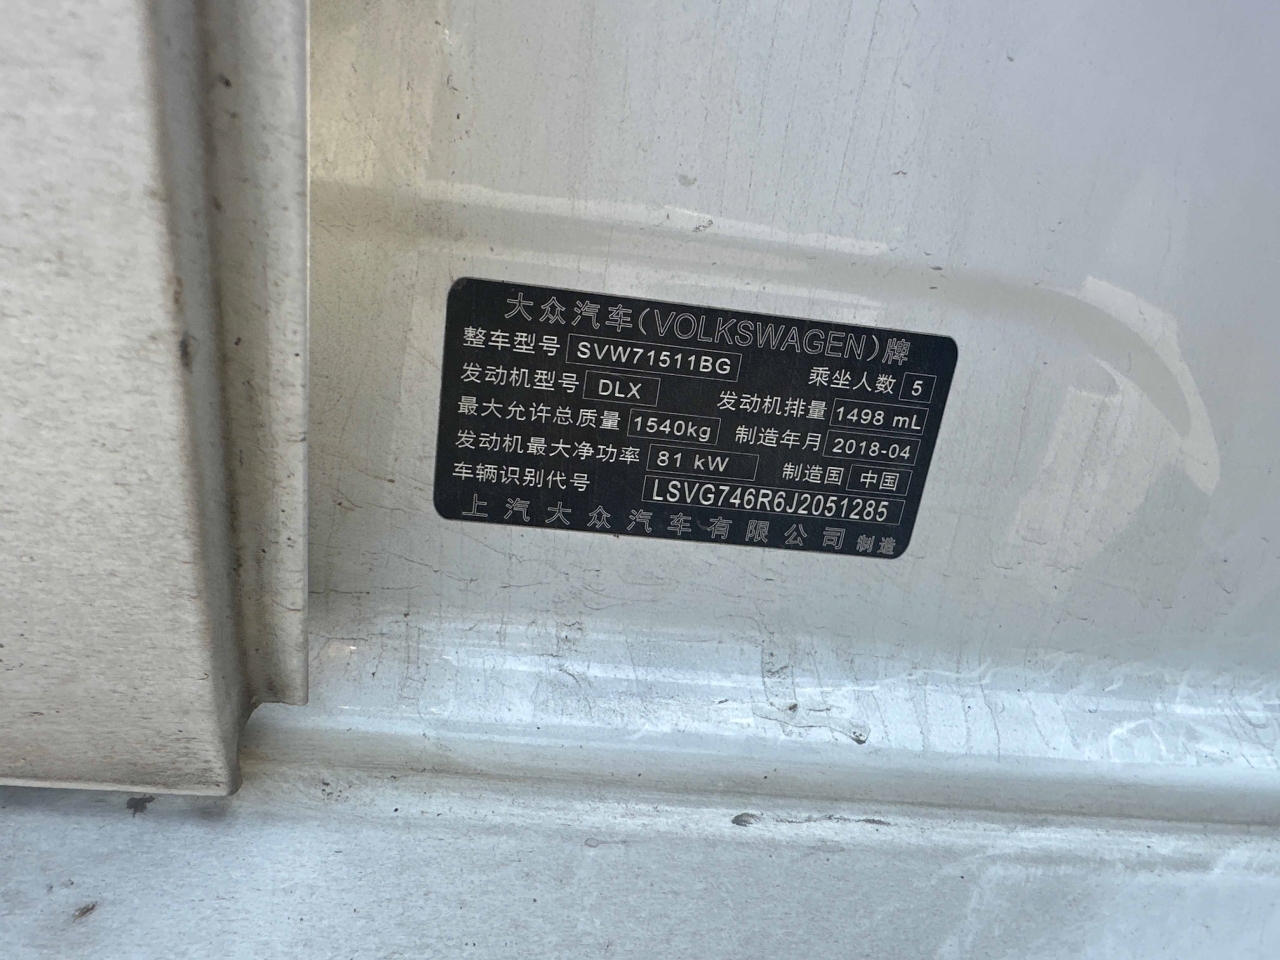 大众汽车(VOLKSWAGEN)牌
整车型号 SVW71511BG 乘坐人数 5
发动机型号 DLX 发动机排量 1498 mL
最大允许总质量 1540kg 制造年月 2018-04
发动机最大净功率 81 kW 制造国 中国
车辆识别代号 LSVG746R6J2051285
上汽大众汽车有限公司 制造